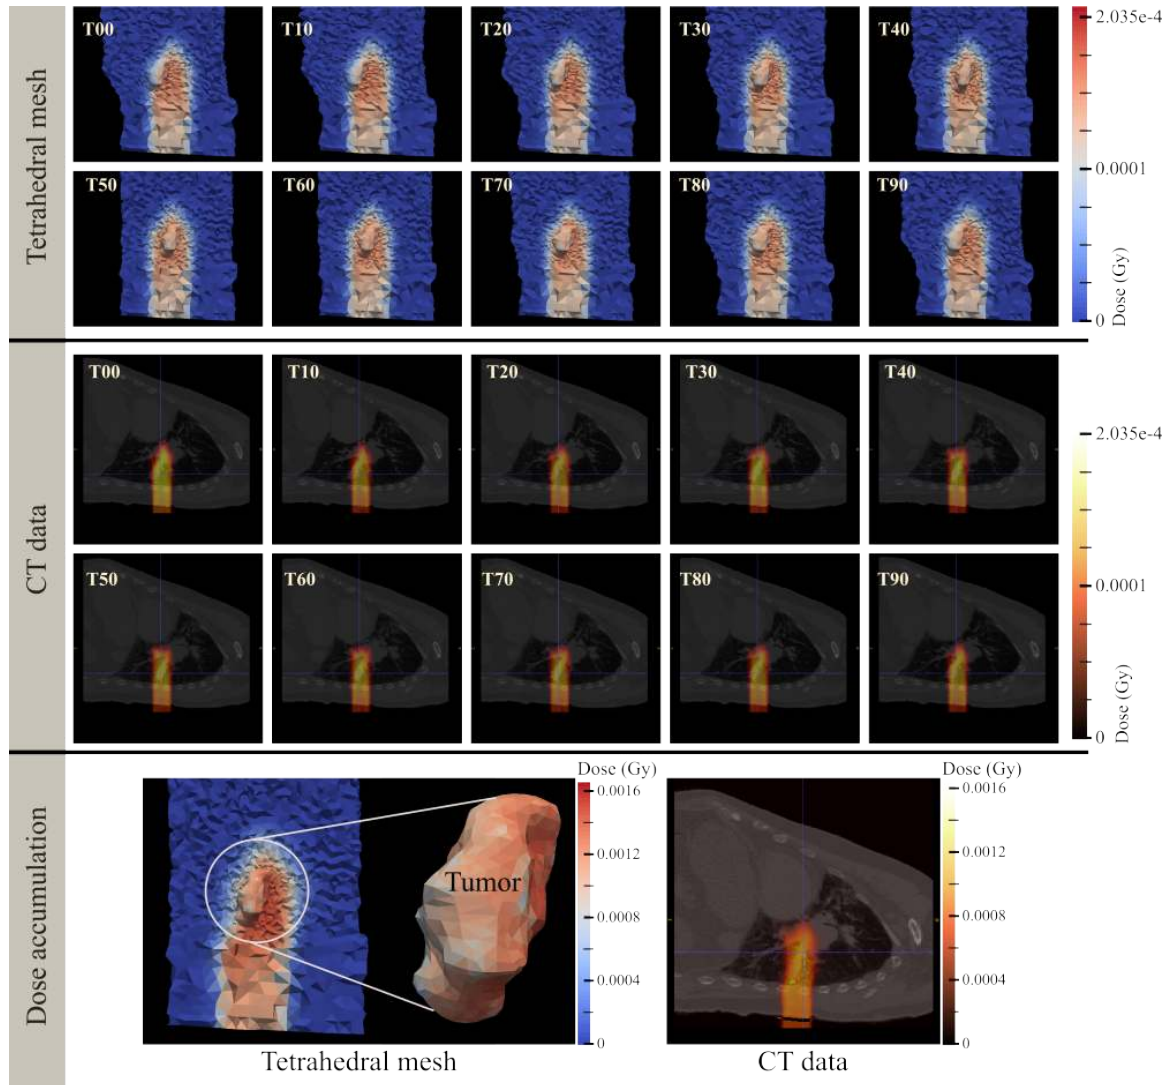 Tetrahedral mesh
T00
T10
T20
T30
T40
T50
T60
T70
T80
T90
2.035e-4
0.0001
0
Dose (Gy)
CT data
T00
T10
T20
T30
T40
T50
T60
T70
T80
T90
2.035e-4
0.0001
0
Dose (Gy)
Dose accumulation
Tumor
Dose (Gy)
0.0016
0.0012
0.0008
0.0004
0
Tetrahedral mesh
Dose (Gy)
0.0016
0.0012
0.0008
0.0004
0
CT data